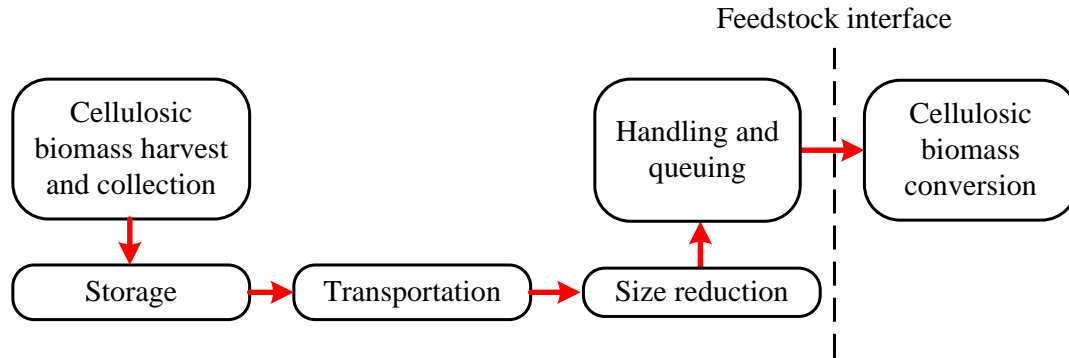 Feedstock interface
Cellulosic
biomass harvest
and collection
Storage
Transportation
Size reduction
Handling and
queuing
Cellulosic
biomass
conversion